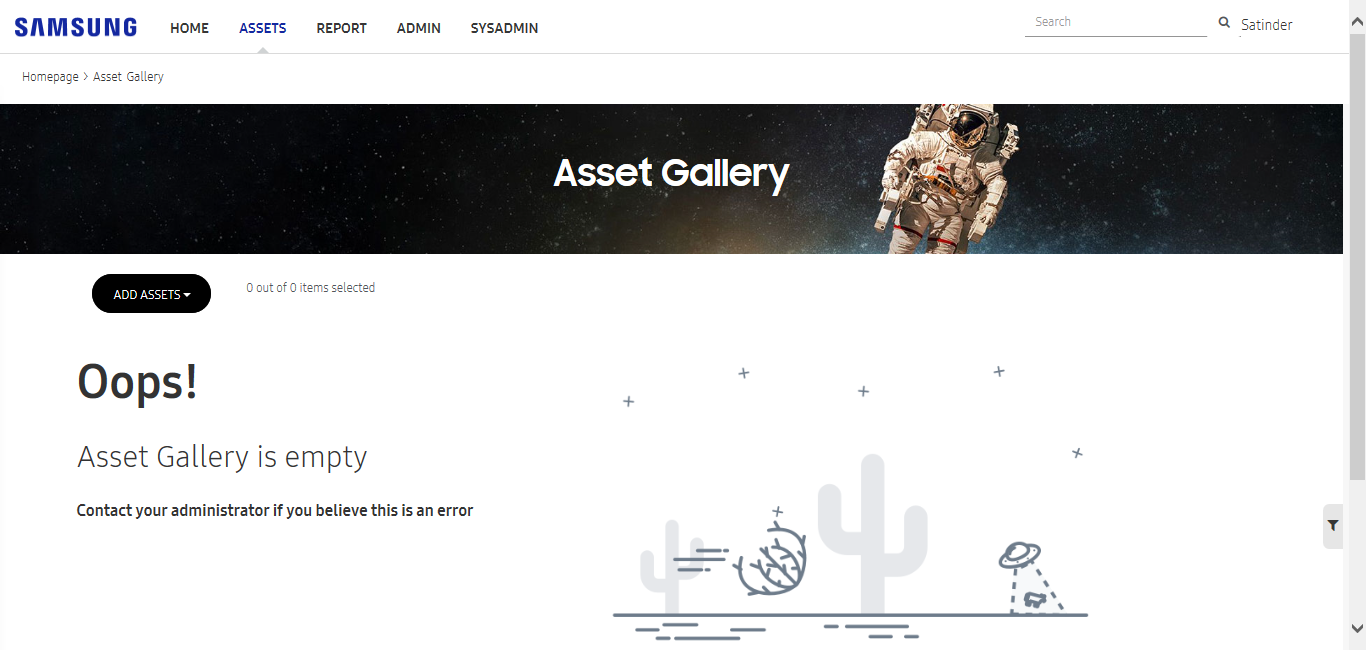 SAMSUNG HOME ASSETS REPORT ADMIN SYSADMIN Search Satinder
Homepage > Asset Gallery
Asset Gallery
ADD ASSETS 0 out of 0 items selected
Oops!
Asset Gallery is empty
Contact your administrator if you believe this is an error